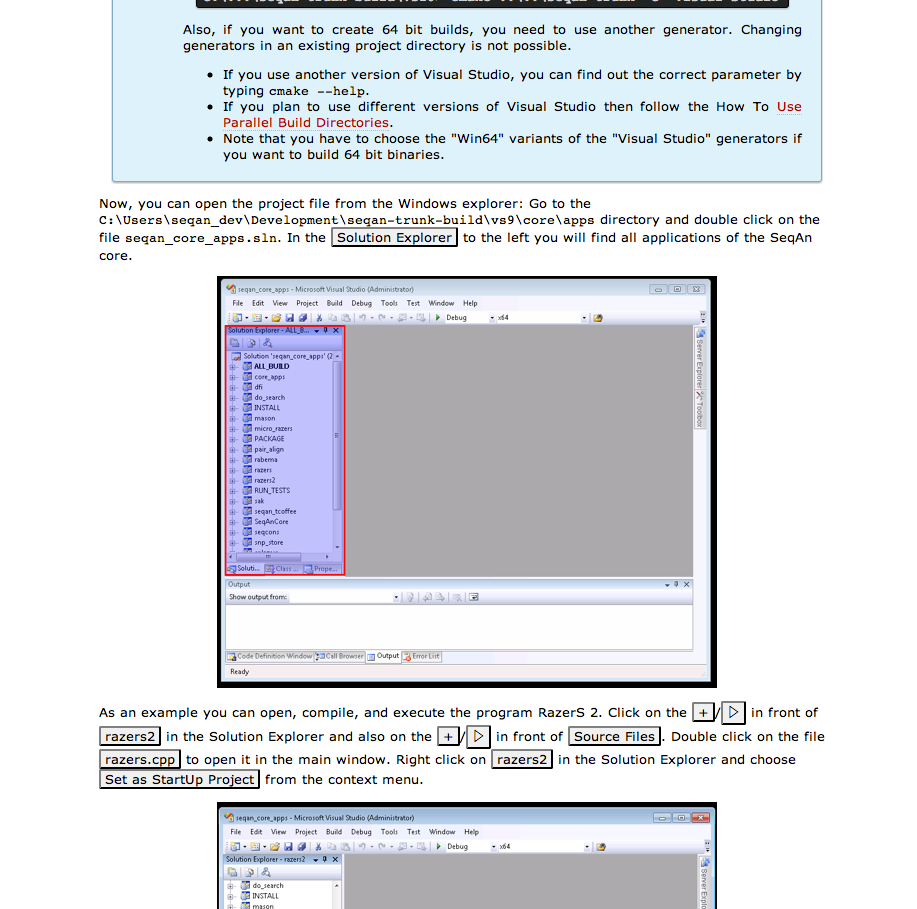 Also, if you want to create 64 bit builds, you need to use another generator. Changing
generators in an existing project directory is not possible.
• If you use another version of Visual Studio, you can find out the correct parameter by
typing cmake --help.
• If you plan to use different versions of Visual Studio then follow the How To Use
Parallel Build Directories.
• Note that you have to choose the "Win64" variants of the "Visual Studio" generators if
you want to build 64 bit binaries.
Now, you can open the project file from the Windows explorer: Go to the
C:\Users\seqan_dev\Development\seqan-trunk-build\vs9\core\apps directory and double click on the
file seqan_core_apps.sln. In the Solution Explorer to the left you will find all applications of the SeqAn
core.
seqan_core_apps - Microsoft Visual Studio (Administrator)
File Edit View Project Build Debug Tools Test Window Help
Debug x64
Solution Explorer - ALL_B...
Solution 'seqan_core_apps' (2
ALL_BUILD
core_apps
dfi
do_search
INSTALL
mason
micro_razers
PACKAGE
pair_align
rabema
razers
razers2
RUN_TESTS
sak
seqan_tcoffee
SeqAnCore
seqcons
snp_store
Soluti... Class ... Prope...
Server Explorer
Toolbox
Output
Show output from:
Code Definition Window Call Browser Output Error List
Ready
As an example you can open, compile, and execute the program RazerS 2. Click on the +/▷ in front of
razers2 in the Solution Explorer and also on the +/▷ in front of Source Files. Double click on the file
razers.cpp to open it in the main window. Right click on razers2 in the Solution Explorer and choose
Set as StartUp Project from the context menu.
seqan_core_apps - Microsoft Visual Studio (Administrator)
File Edit View Project Build Debug Tools Test Window Help
Debug x64
Solution Explorer - razers2
do_search
INSTALL
mason
Server Explo